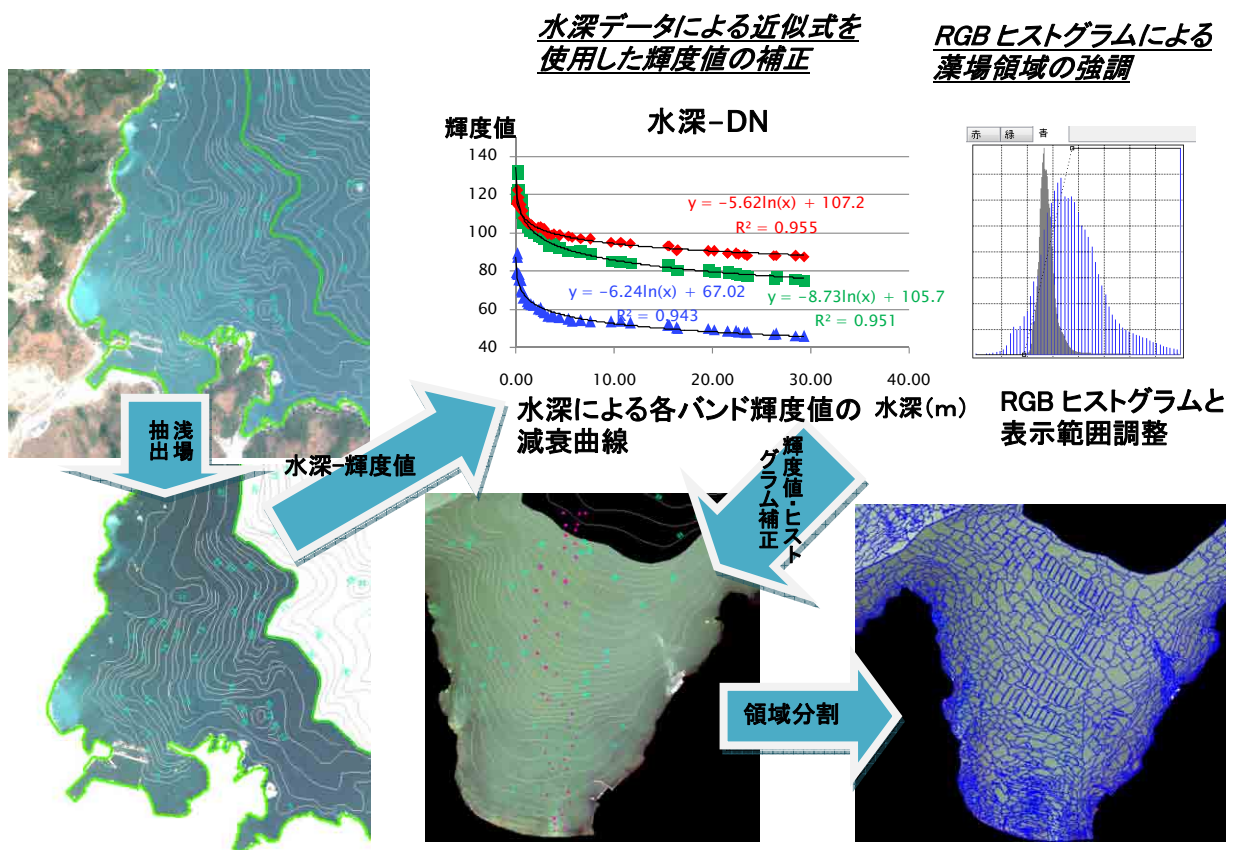 水深データによる近似式を
使用した輝度値の補正
RGB ヒストグラムによる
藻場領域の強調
輝度値
水深-DN
140
120
100
80
60
40
y = -5.62ln(x) + 107.2
R² = 0.955
y = -6.24ln(x) + 67.02
R² = 0.943
y = -8.73ln(x) + 105.7
R² = 0.951
0.00 10.00 20.00 30.00 40.00
水深(m)
赤 緑 青
水深による各バンド輝度値の
減衰曲線
RGB ヒストグラムと
表示範囲調整
浅場
抽出
水深-輝度値
輝度値・ヒスト
グラム補正
領域分割